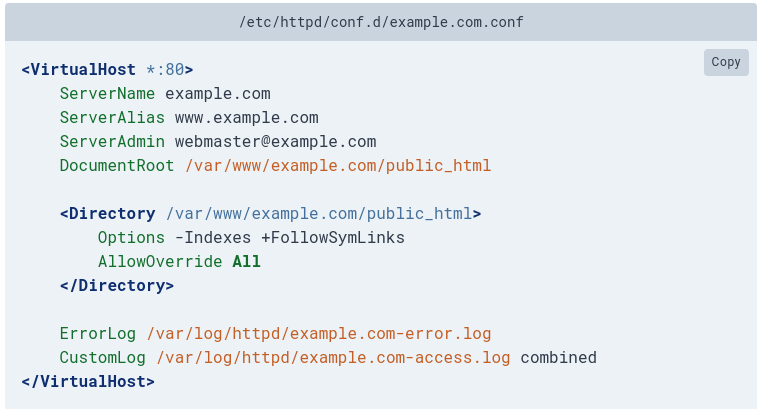 /etc/httpd/conf.d/example.com.conf
Copy
<VirtualHost *:80>
    ServerName example.com
    ServerAlias www.example.com
    ServerAdmin webmaster@example.com
    DocumentRoot /var/www/example.com/public_html

    <Directory /var/www/example.com/public_html>
        Options -Indexes +FollowSymLinks
        AllowOverride All
    </Directory>

    ErrorLog /var/log/httpd/example.com-error.log
    CustomLog /var/log/httpd/example.com-access.log combined
</VirtualHost>